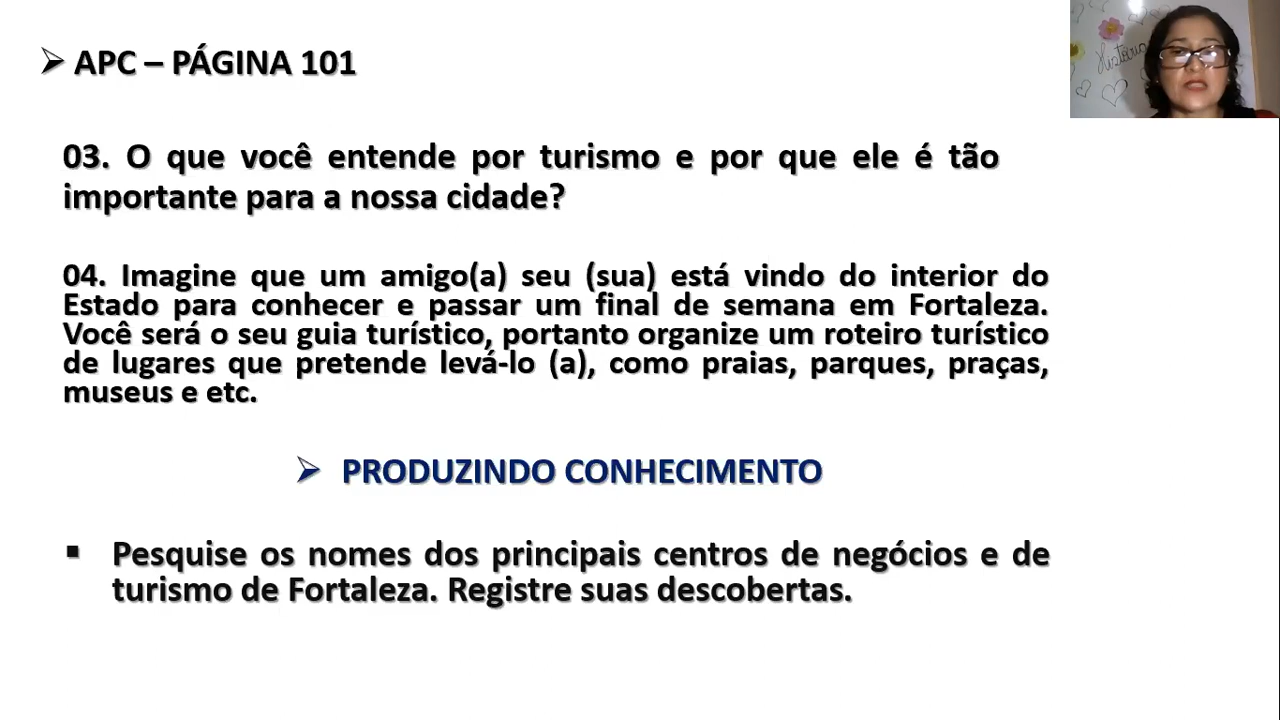 APC – PÁGINA 101
História
03. O que você entende por turismo e por que ele é tão
importante para a nossa cidade?
04. Imagine que um amigo(a) seu (sua) está vindo do interior do
Estado para conhecer e passar um final de semana em Fortaleza.
Você será o seu guia turístico, portanto organize um roteiro turístico
de lugares que pretende levá-lo (a), como praias, parques, praças,
museus e etc.
PRODUZINDO CONHECIMENTO
Pesquise os nomes dos principais centros de negócios e de
turismo de Fortaleza. Registre suas descobertas.